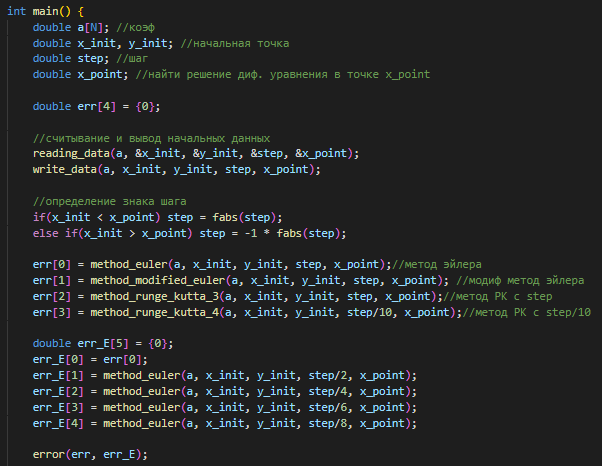 int main() {
double a[N]; //коэф
double x_init, y_init; //начальная точка
double step; //шаг
double x_point; //найти решение диф. уравнения в точке x_point
double err[4] = {0};
//считывание и вывод начальных данных
reading_data(a, &x_init, &y_init, &step, &x_point);
write_data(a, x_init, y_init, step, x_point);
//определение знака шага
if(x_init < x_point) step = fabs(step);
else if(x_init > x_point) step = -1 * fabs(step);
err[0] = method_euler(a, x_init, y_init, step, x_point);//метод эйлера
err[1] = method_modified_euler(a, x_init, y_init, step, x_point); //модиф метод эйлера
err[2] = method_runge_kutta_3(a, x_init, y_init, step, x_point);//метод РК с step
err[3] = method_runge_kutta_4(a, x_init, y_init, step/10, x_point);//метод РК с step/10
double err_E[5] = {0};
err_E[0] = err[0];
err_E[1] = method_euler(a, x_init, y_init, step/2, x_point);
err_E[2] = method_euler(a, x_init, y_init, step/4, x_point);
err_E[3] = method_euler(a, x_init, y_init, step/6, x_point);
err_E[4] = method_euler(a, x_init, y_init, step/8, x_point);
error(err, err_E);